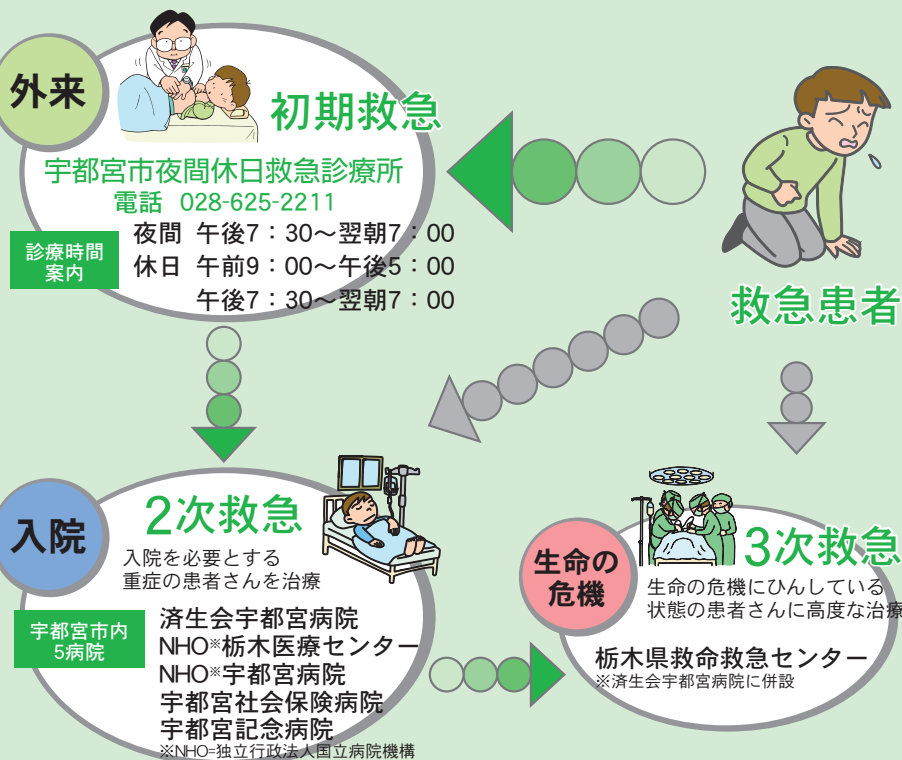 外来
初期救急
宇都宮市夜間休日救急診療所
電話 028-625-2211
診療時間
案内
夜間 午後7：30～翌朝7：00
休日 午前9：00～午後5：00
午後7：30～翌朝7：00
救急患者
入院
2次救急
入院を必要とする
重症の患者さんを治療
宇都宮市内
5病院
済生会宇都宮病院
NHO※栃木医療センター
NHO※宇都宮病院
宇都宮社会保険病院
宇都宮記念病院
※NHO=独立行政法人国立病院機構
生命の
危機
3次救急
生命の危機にひんしている
状態の患者さんに高度な治療
栃木県救命救急センター
※済生会宇都宮病院に併設